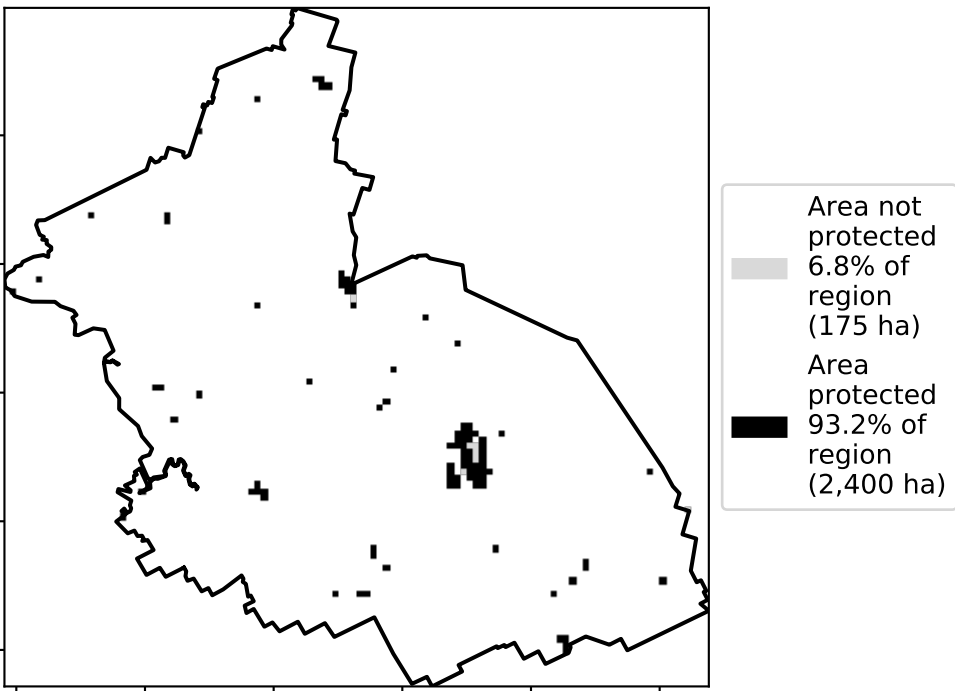 Area not
protected
6.8% of
region
(175 ha)
Area
protected
93.2% of
region
(2,400 ha)